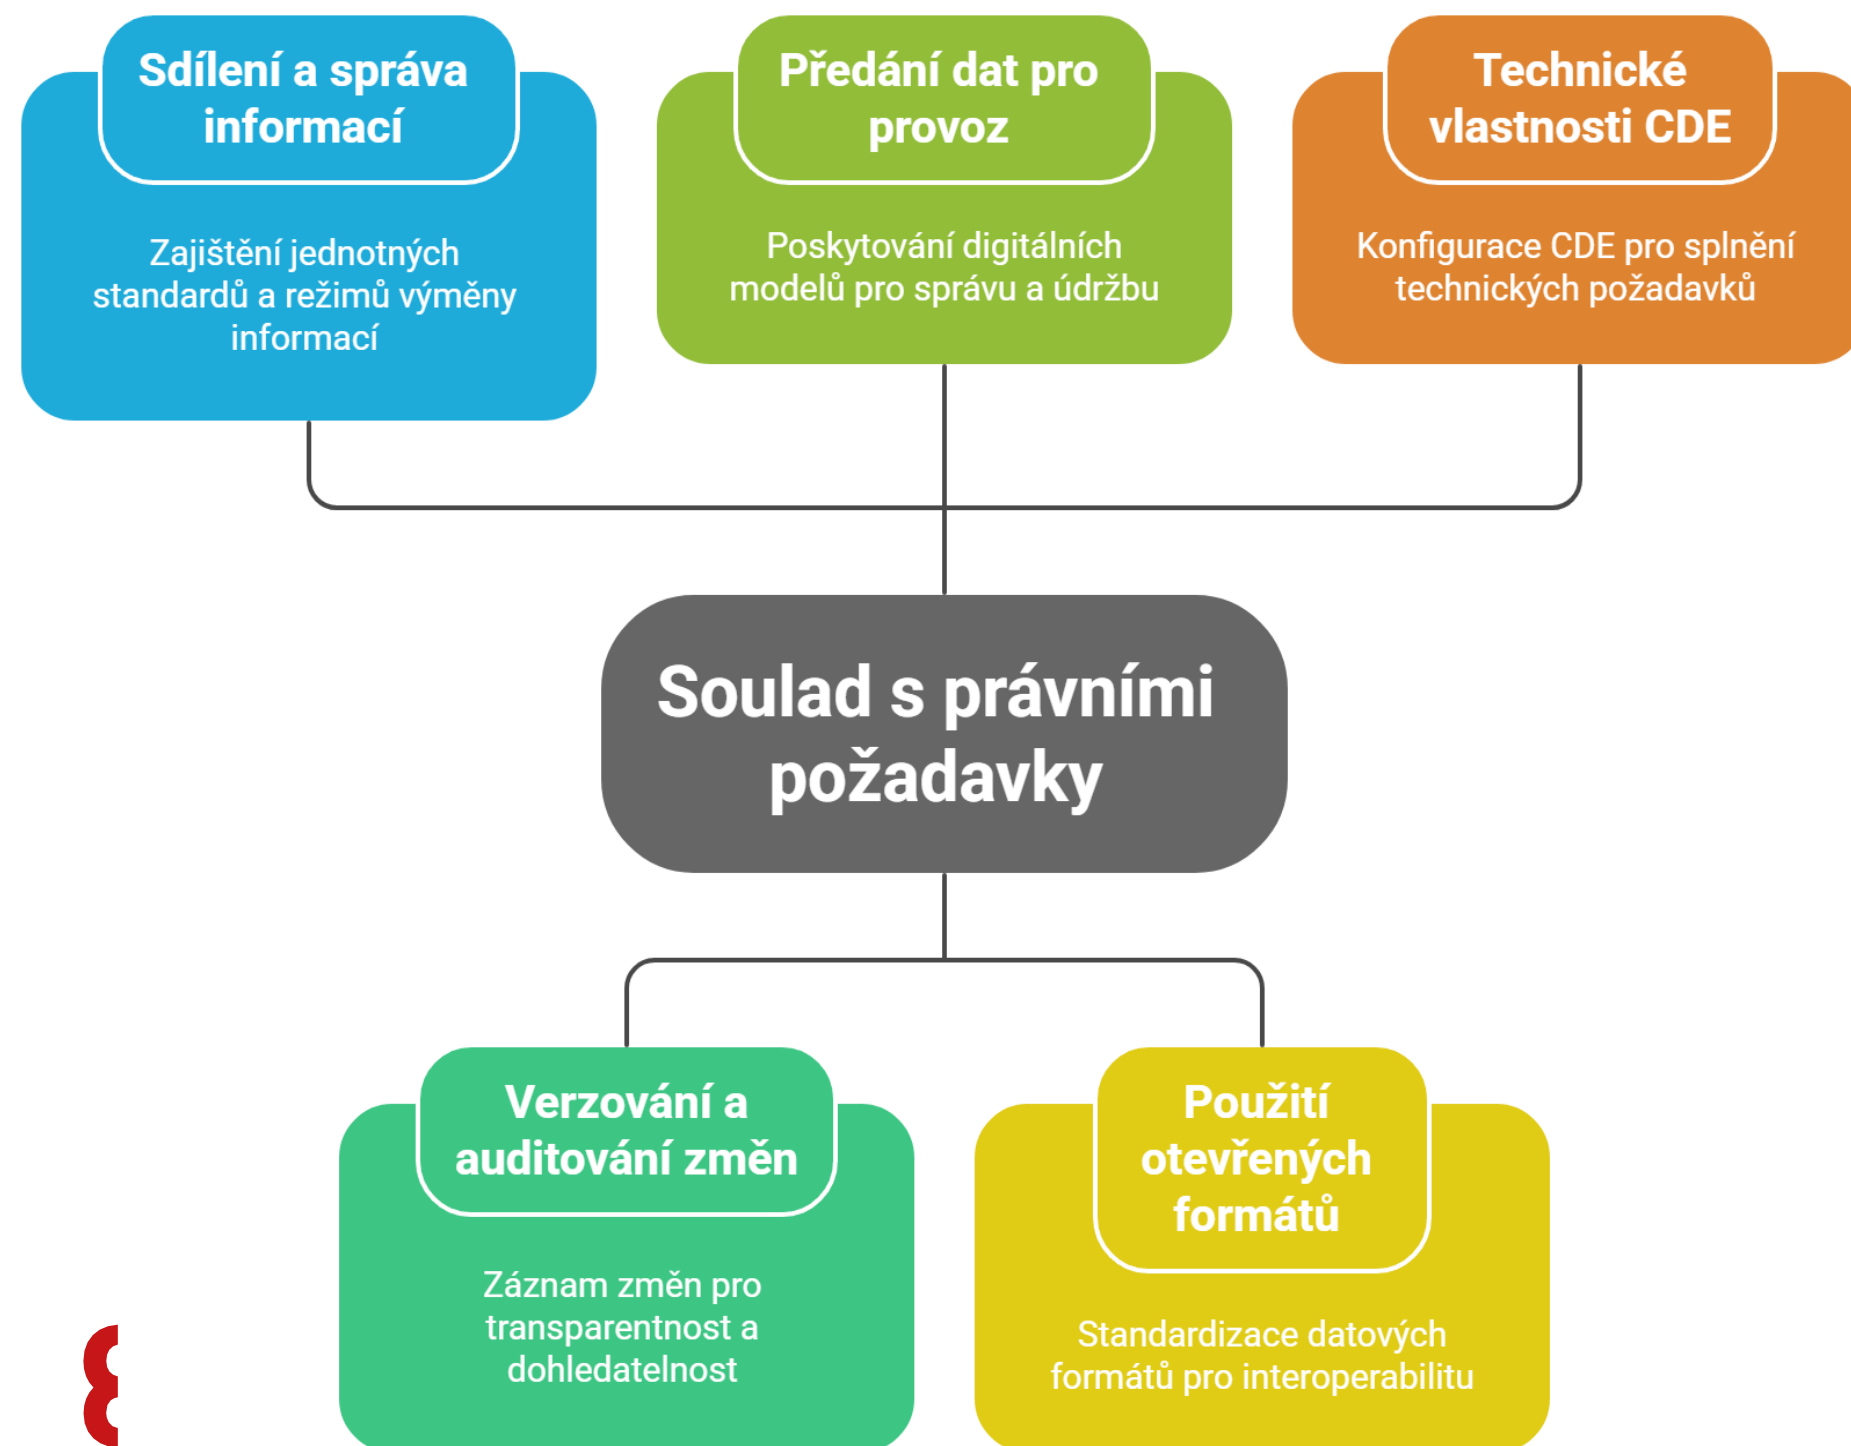 Sdílení a správa
informací
Zajištění jednotných
standardů a režimů výměny
informací
Předání dat pro
provoz
Poskytování digitálních
modelů pro správu a údržbu
Technické
vlastnosti CDE
Konfigurace CDE pro splnění
technických požadavků
Soulad s právními
požadavky
Verzování a
auditování změn
Záznam změn pro
transparentnost a
dohledatelnost
Použití
otevřených
formátů
Standardizace datových
formátů pro interoperabilitu